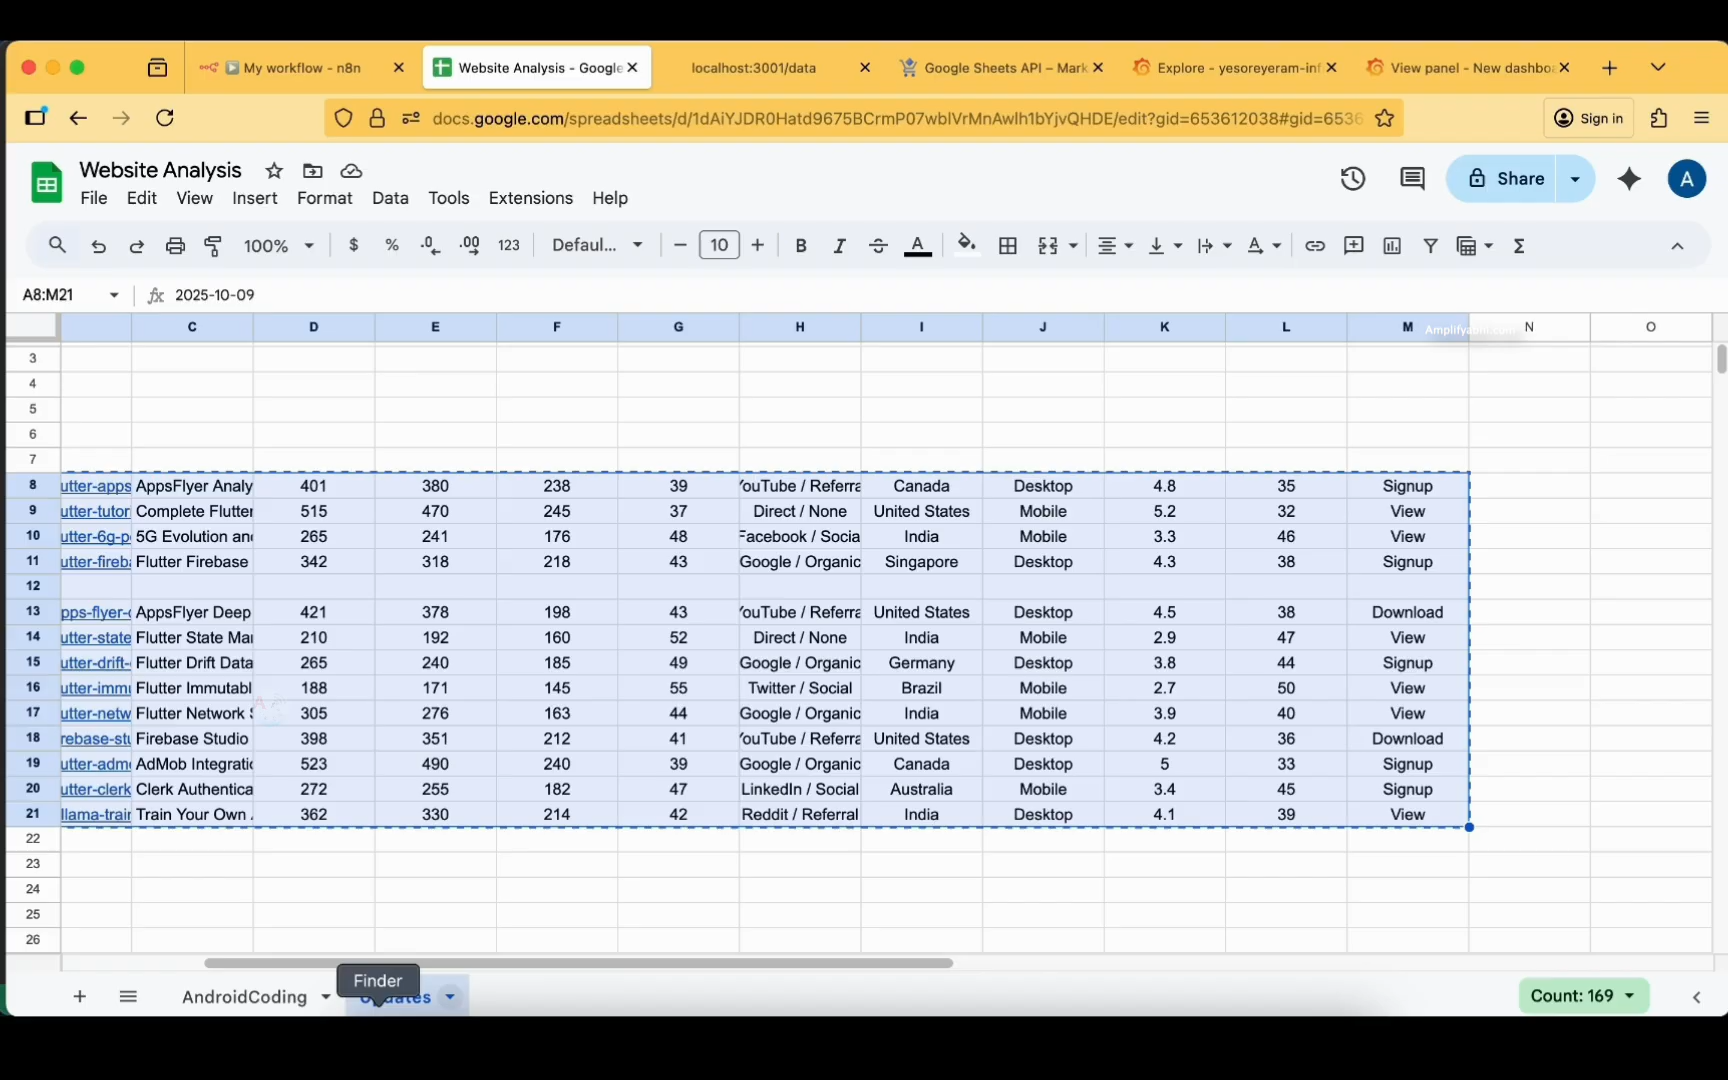 My workflow - n8n
Website Analysis - Google
localhost:3001/data
Google Sheets API – Mark
Explore - yesoreyeram-inf
View panel - New dashboa
docs.google.com/spreadsheets/d/1dAiYJDR0Hatd9675BCrmP07wblVrMnAwlh1bYjvQHDE/edit?gid=653612038#gid=6536
Sign in
Website Analysis
File Edit View Insert Format Data Tools Extensions Help
Share
A
100% $ % .0 .00 123 Defaul... 10 B I A
A8:M21 fx 2025-10-09
C D E F G H I J K L M N O
Amplifyabhi.com
3
4
5
6
7
8 utter-apps AppsFlyer Analy 401 380 238 39 YouTube / Referra Canada Desktop 4.8 35 Signup
9 utter-tutor Complete Flutter 515 470 245 37 Direct / None United States Mobile 5.2 32 View
10 utter-6g-p 5G Evolution an 265 241 176 48 Facebook / Socia India Mobile 3.3 46 View
11 utter-fireb Flutter Firebase 342 318 218 43 Google / Organic Singapore Desktop 4.3 38 Signup
12
13 pps-flyer- AppsFlyer Deep 421 378 198 43 YouTube / Referra United States Desktop 4.5 38 Download
14 utter-state Flutter State Mar 210 192 160 52 Direct / None India Mobile 2.9 47 View
15 utter-drift- Flutter Drift Data 265 240 185 49 Google / Organic Germany Desktop 3.8 44 Signup
16 utter-immu Flutter Immutabl 188 171 145 55 Twitter / Social Brazil Mobile 2.7 50 View
17 utter-netw Flutter Network S 305 276 163 44 Google / Organic India Mobile 3.9 40 View
18 rebase-stu Firebase Studio 398 351 212 41 YouTube / Referra United States Desktop 4.2 36 Download
19 utter-adm Admob Integratio 523 490 240 39 Google / Organic Canada Desktop 5 33 Signup
20 utter-clerk Clerk Authentica 272 255 182 47 LinkedIn / Social Australia Mobile 3.4 45 Signup
21 llama-train Train Your Own 362 330 214 42 Reddit / Referral India Desktop 4.1 39 View
22
23
24
25
26
Finder
AndroidCoding Updates Count: 169